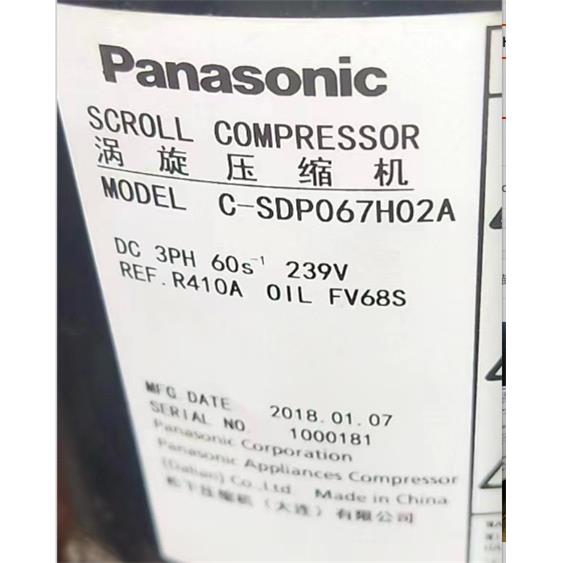 Panasonic
SCROLL COMPRESSOR
涡旋压缩机
MODEL C-SDP067H02A
DC 3PH 60s⁻¹ 239V
REF.R410A OIL FV68S
MFG.DATE 2018.01.07
SERIAL NO. 1000181
Panasonic Corporation
Panasonic Appliances Compressor
(Dalian) Co.,Ltd. Made in China
松下压缩机(大连)有限公司